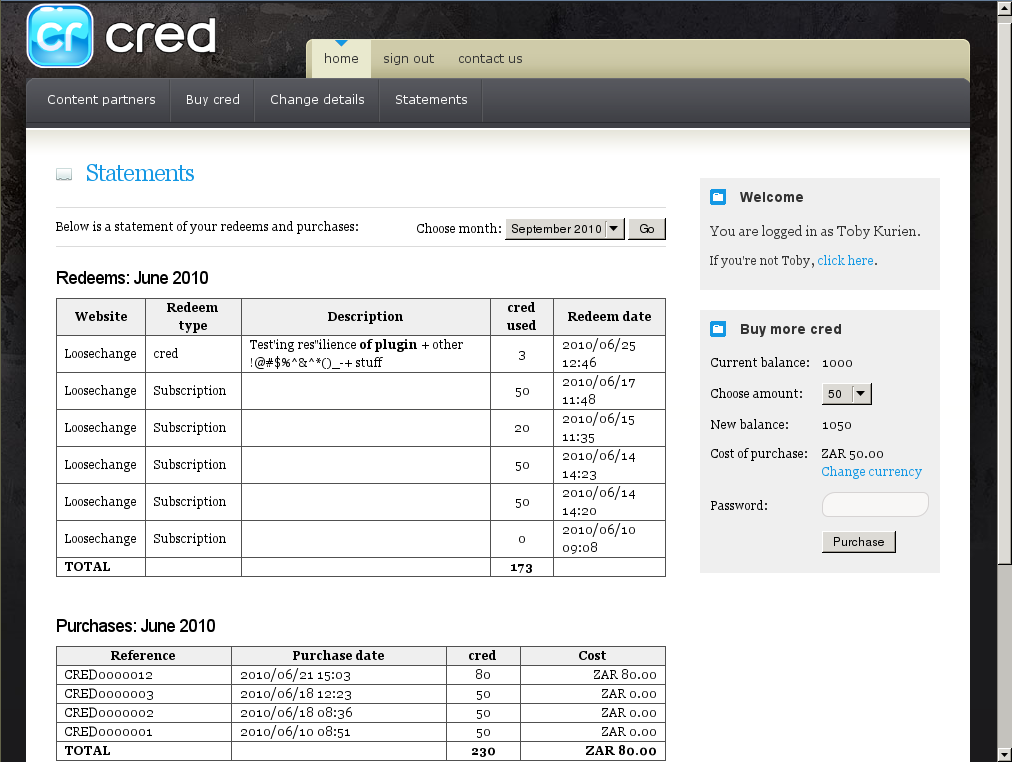 cr cred
home sign out contact us
Content partners Buy cred Change details Statements
Statements
Below is a statement of your redeems and purchases: Choose month: September 2010 Go
Redeems: June 2010
Website Redeem type Description cred used Redeem date
Loosechange cred Test'ing res"ilience of plugin + other !@#$%^&^*()_-+ stuff 3 2010/06/25 12:46
Loosechange Subscription 50 2010/06/17 11:48
Loosechange Subscription 20 2010/06/15 11:35
Loosechange Subscription 50 2010/06/14 14:23
Loosechange Subscription 50 2010/06/14 14:20
Loosechange Subscription 0 2010/06/10 09:08
TOTAL 173
Purchases: June 2010
Reference Purchase date cred Cost
CRED0000012 2010/06/21 15:03 80 ZAR 80.00
CRED0000003 2010/06/18 12:23 50 ZAR 0.00
CRED0000002 2010/06/18 08:36 50 ZAR 0.00
CRED0000001 2010/06/10 08:51 50 ZAR 0.00
TOTAL 230 ZAR 80.00
Welcome
You are logged in as Toby Kurien.
If you're not Toby, click here.
Buy more cred
Current balance: 1000
Choose amount: 50
New balance: 1050
Cost of purchase: ZAR 50.00
Change currency
Password:
Purchase